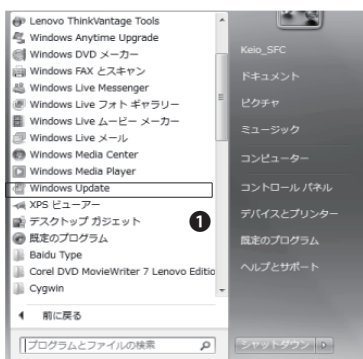 Lenovo ThinkVantage Tools
Windows Anytime Upgrade
Windows DVD メーカー
Windows FAX とスキャン
Windows Live Messenger
Windows Live フォト ギャラリー
Windows Live ムービー メーカー
Windows Live メール
Windows Media Center
Windows Media Player
Windows Update
XPS ビューアー
デスクトップ ガジェット
既定のプログラム
Baidu Type
Corel DVD MovieWriter 7 Lovono Editio
Cygwin
前に戻る
プログラムとファイルの検索
1
Keio_SFC
ドキュメント
ピクチャ
ミュージック
コンピューター
コントロール パネル
デバイスとプリンター
既定のプログラム
ヘルプとサポート
シャットダウン